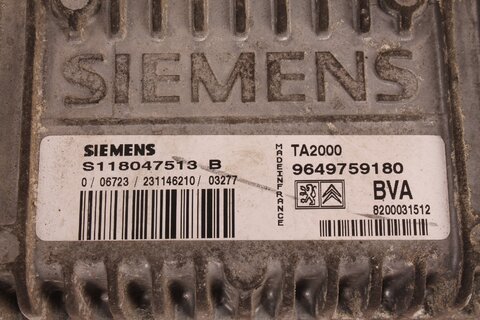 SIEMENS
SIEMENS
S118047513 B
0 / 06723 / 231146210 / 03277
MADE IN FRANCE
TA2000
9649759180
BVA
8200031512